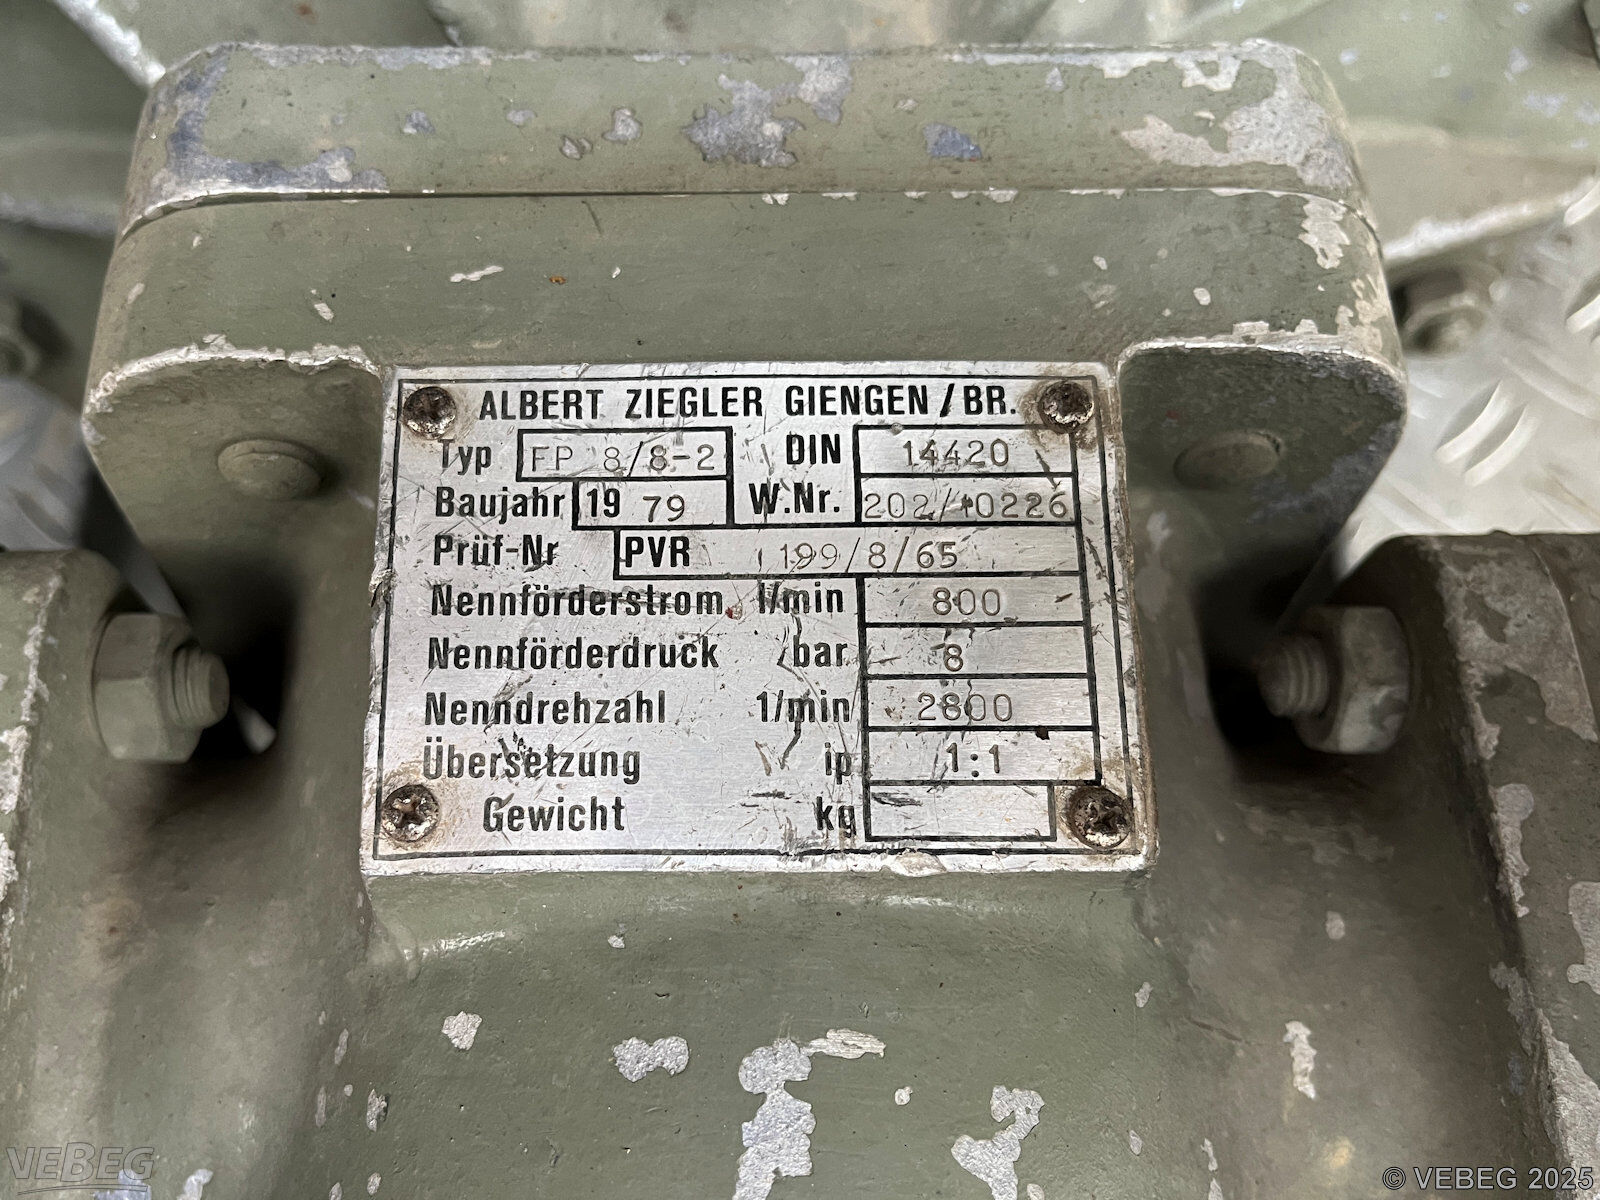 ALBERT ZIEGLER GIENGEN / BR.
Typ FP 8/8-2 DIN 14420
Baujahr 19 79 W.Nr. 202/10226
Prüf-Nr PVR 199/8/65
Nennförderstrom l/min 800
Nennförderdruck bar 8
Nenndrehzahl 1/min 2800
Übersetzung ip 1:1
Gewicht kg
VEBEG
© VEBEG 2025